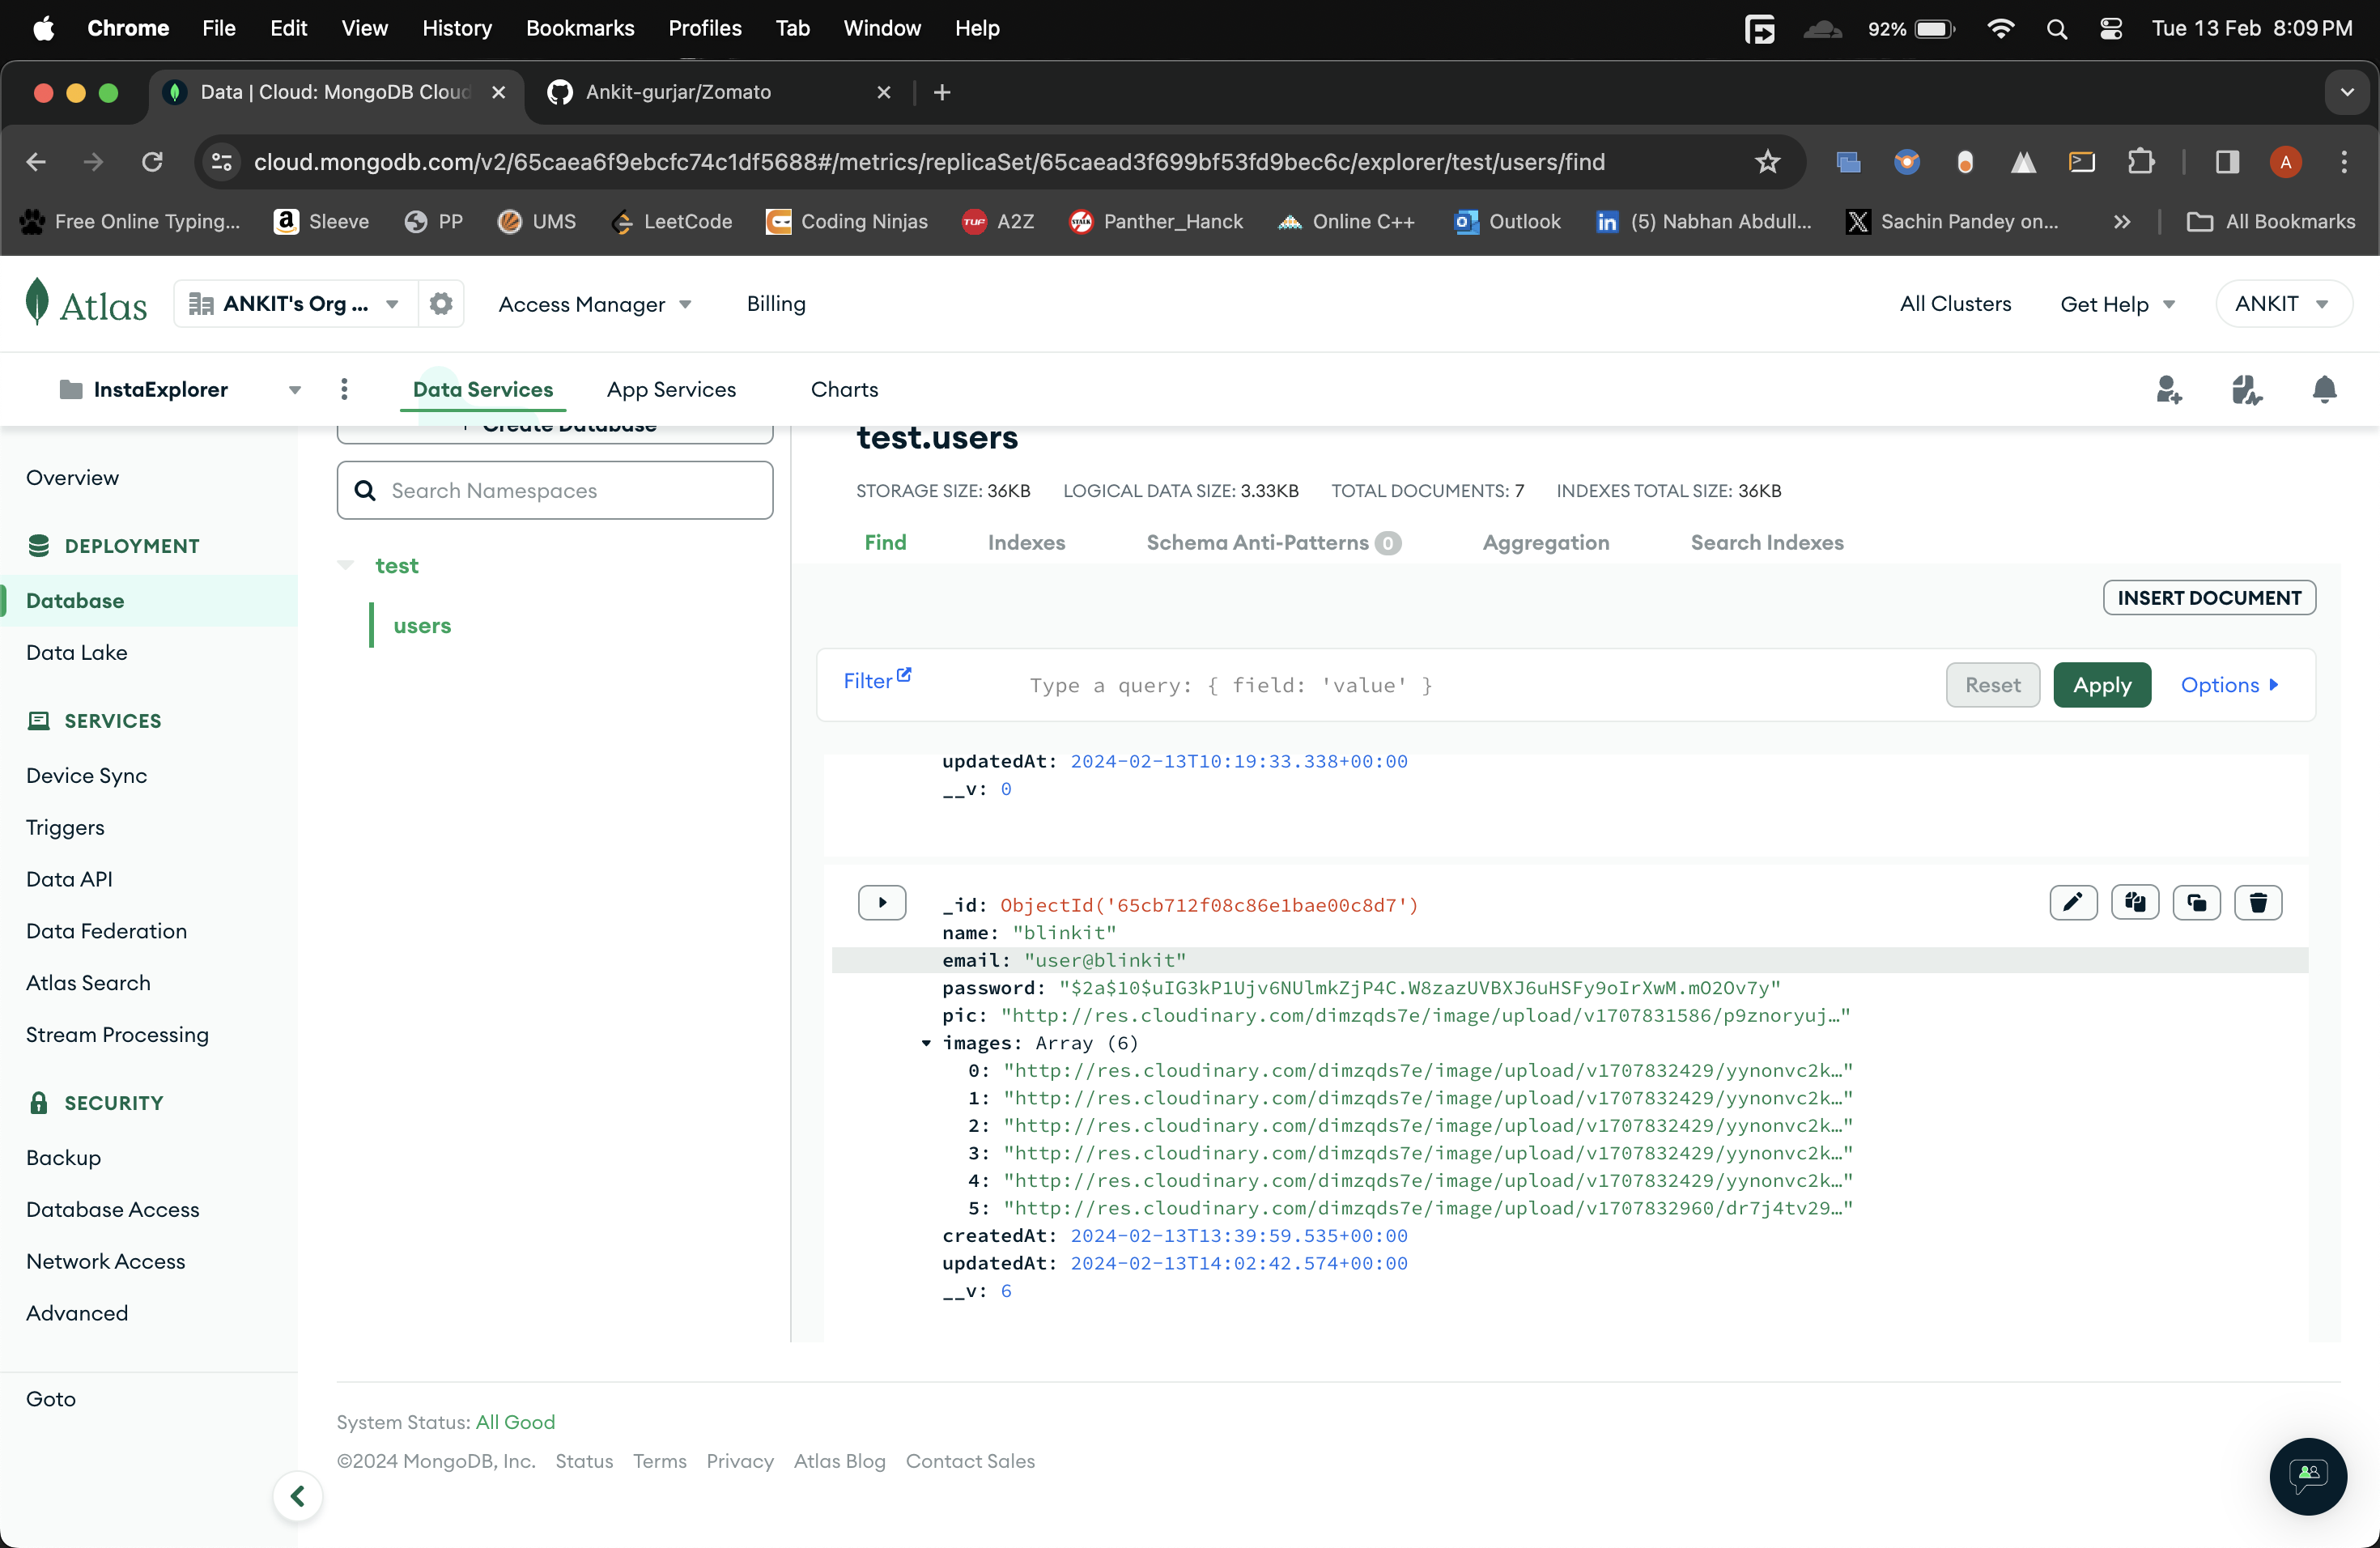 Chrome File Edit View History Bookmarks Profiles Tab Window Help 92% Tue 13 Feb 8:09 PM
Data | Cloud: MongoDB Cloud Ankit-gurjar/Zomato
cloud.mongodb.com/v2/65caea6f9ebcfc74c1df5688#/metrics/replicaSet/65caead3f699bf53fd9bec6c/explorer/test/users/find A
Free Online Typing... Sleeve PP UMS LeetCode Coding Ninjas A2Z Panther_Hanck Online C++ Outlook (5) Nabhan Abdull... Sachin Pandey on... » All Bookmarks
Atlas ANKIT's Org ... Access Manager Billing All Clusters Get Help ANKIT
InstaExplorer Data Services App Services Charts
Overview
DEPLOYMENT
Database
Data Lake
SERVICES
Device Sync
Triggers
Data API
Data Federation
Atlas Search
Stream Processing
SECURITY
Backup
Database Access
Network Access
Advanced
Goto
+ Create Database
Search Namespaces
test
users
test.users
STORAGE SIZE: 36KB LOGICAL DATA SIZE: 3.33KB TOTAL DOCUMENTS: 7 INDEXES TOTAL SIZE: 36KB
Find Indexes Schema Anti-Patterns 0 Aggregation Search Indexes
INSERT DOCUMENT
Filter Type a query: { field: 'value' } Reset Apply Options
updatedAt: 2024-02-13T10:19:33.338+00:00
__v: 0
_id: ObjectId('65cb712f08c86e1bae00c8d7')
name: "blinkit"
email: "user@blinkit"
password: "$2a$10$uIG3kP1Ujv6NUlmkZjP4C.W8zazUVBXJ6uHSFy9oIrXwM.mO2Ov7y"
pic: "http://res.cloudinary.com/dimzqds7e/image/upload/v1707831586/p9znoryuj…"
images: Array (6)
0: "http://res.cloudinary.com/dimzqds7e/image/upload/v1707832429/yynonvc2k…"
1: "http://res.cloudinary.com/dimzqds7e/image/upload/v1707832429/yynonvc2k…"
2: "http://res.cloudinary.com/dimzqds7e/image/upload/v1707832429/yynonvc2k…"
3: "http://res.cloudinary.com/dimzqds7e/image/upload/v1707832429/yynonvc2k…"
4: "http://res.cloudinary.com/dimzqds7e/image/upload/v1707832429/yynonvc2k…"
5: "http://res.cloudinary.com/dimzqds7e/image/upload/v1707832960/dr7j4tv29…"
createdAt: 2024-02-13T13:39:59.535+00:00
updatedAt: 2024-02-13T14:02:42.574+00:00
__v: 6
System Status: All Good
©2024 MongoDB, Inc. Status Terms Privacy Atlas Blog Contact Sales